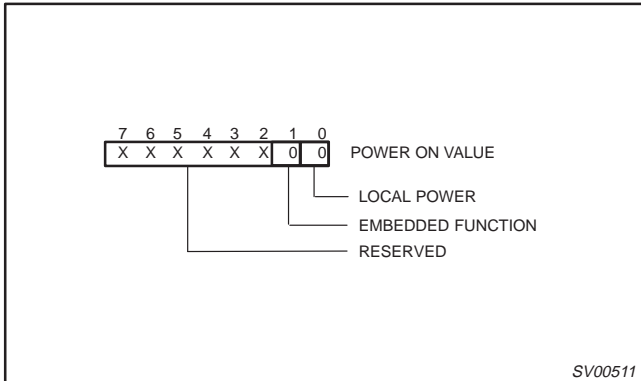 7 6 5 4 3 2 1 0
X X X X X X 0 0 POWER ON VALUE
LOCAL POWER
EMBEDDED FUNCTION
RESERVED
SV00511